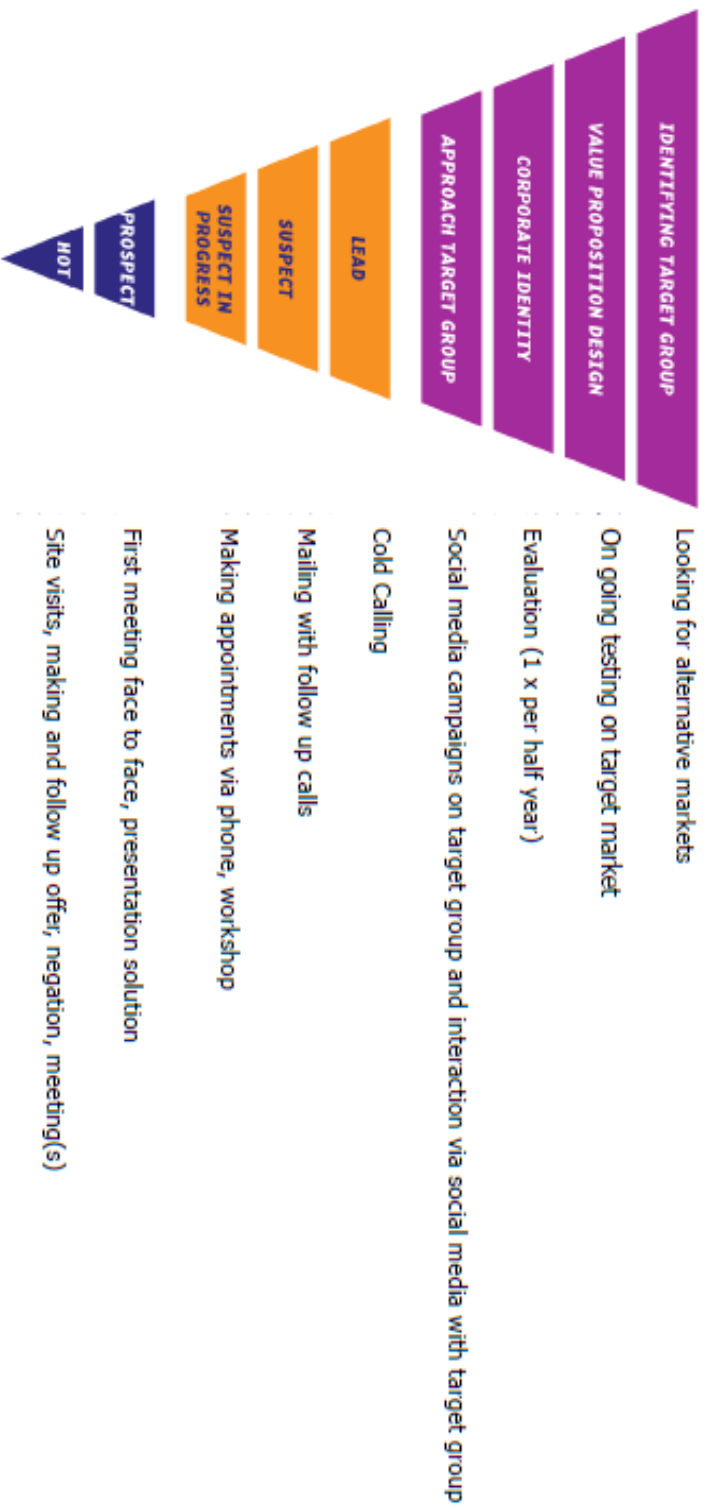 IDENTIFYING TARGET GROUP
Looking for alternative markets
VALUE PROPOSITION DESIGN
On going testing on target market
CORPORATE IDENTITY
Evaluation (1 x per half year)
APPROACH TARGET GROUP
Social media campaigns on target group and interaction via social media with target group
LEAD
Cold Calling
SUSPECT
Mailing with follow up calls
SUSPECT IN
PROGRESS
Making appointments via phone, workshop
PROSPECT
First meeting face to face, presentation solution
HOT
Site visits, making and follow up offer, negation, meeting(s)